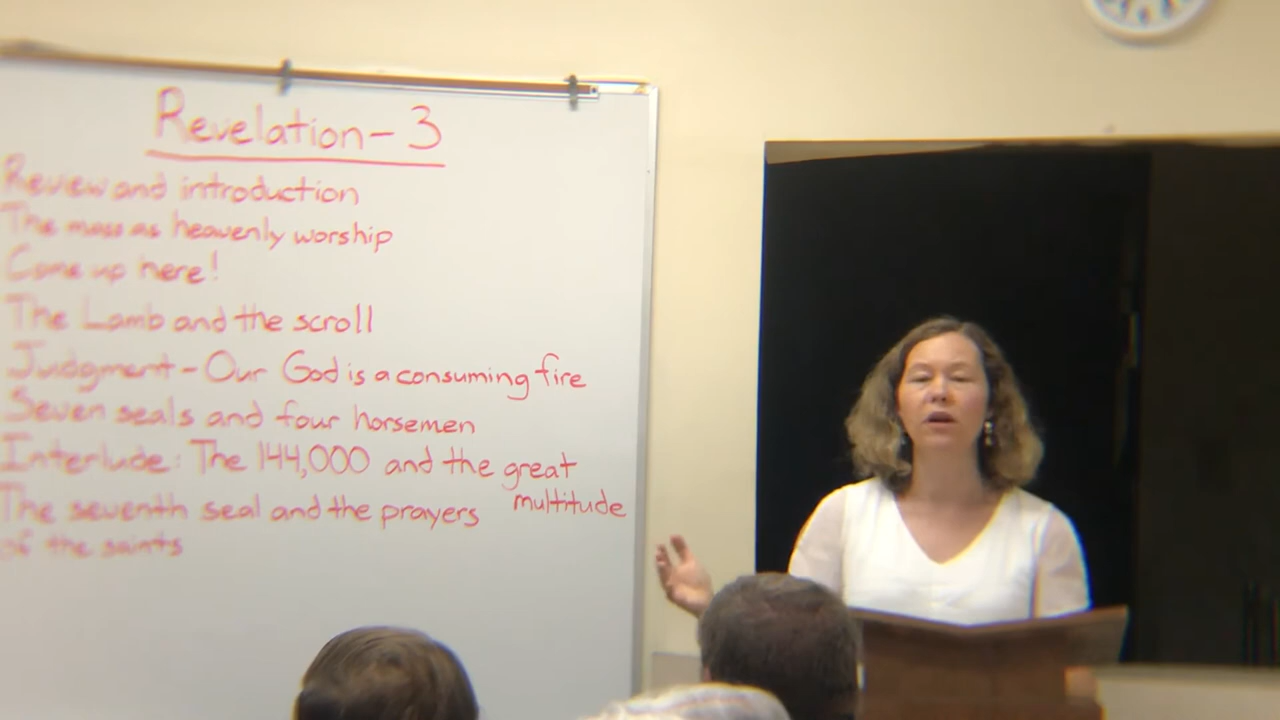 Revelation - 3
Review and introduction
The mass as heavenly worship
Come up here!
The Lamb and the scroll
Judgment - Our God is a consuming fire
Seven seals and four horsemen
Interlude: The 144,000 and the great
multitude
The seventh seal and the prayers
of the saints